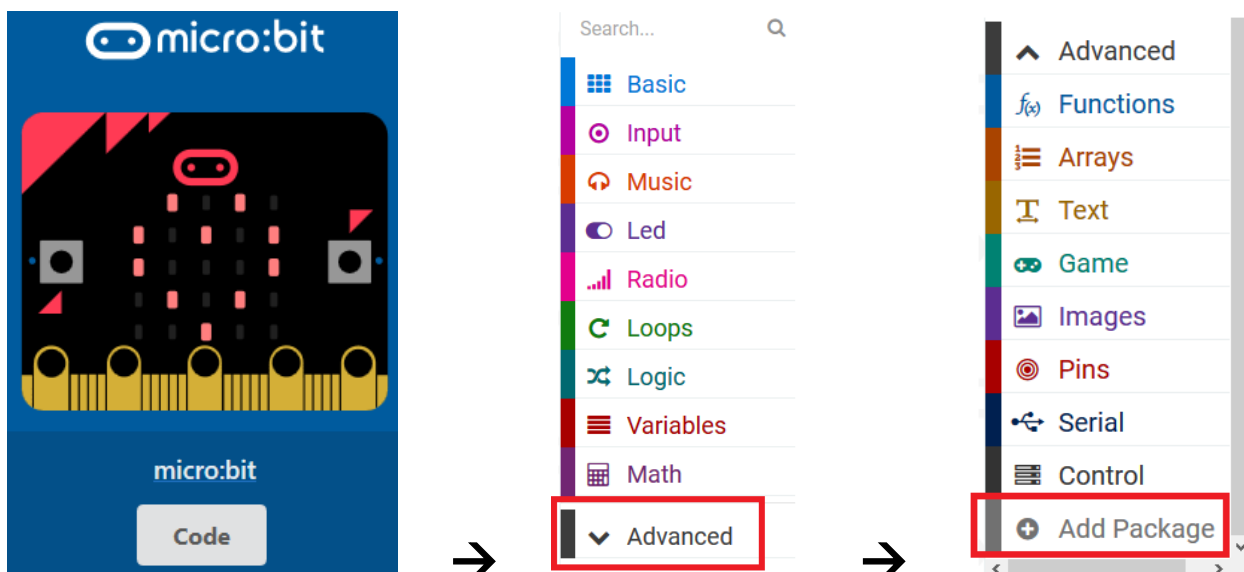 micro:bit
micro:bit
Code
Search...
Basic
Input
Music
Led
Radio
Loops
Logic
Variables
Math
Advanced
Advanced
f(x) Functions
Arrays
Text
Game
Images
Pins
Serial
Control
Add Package